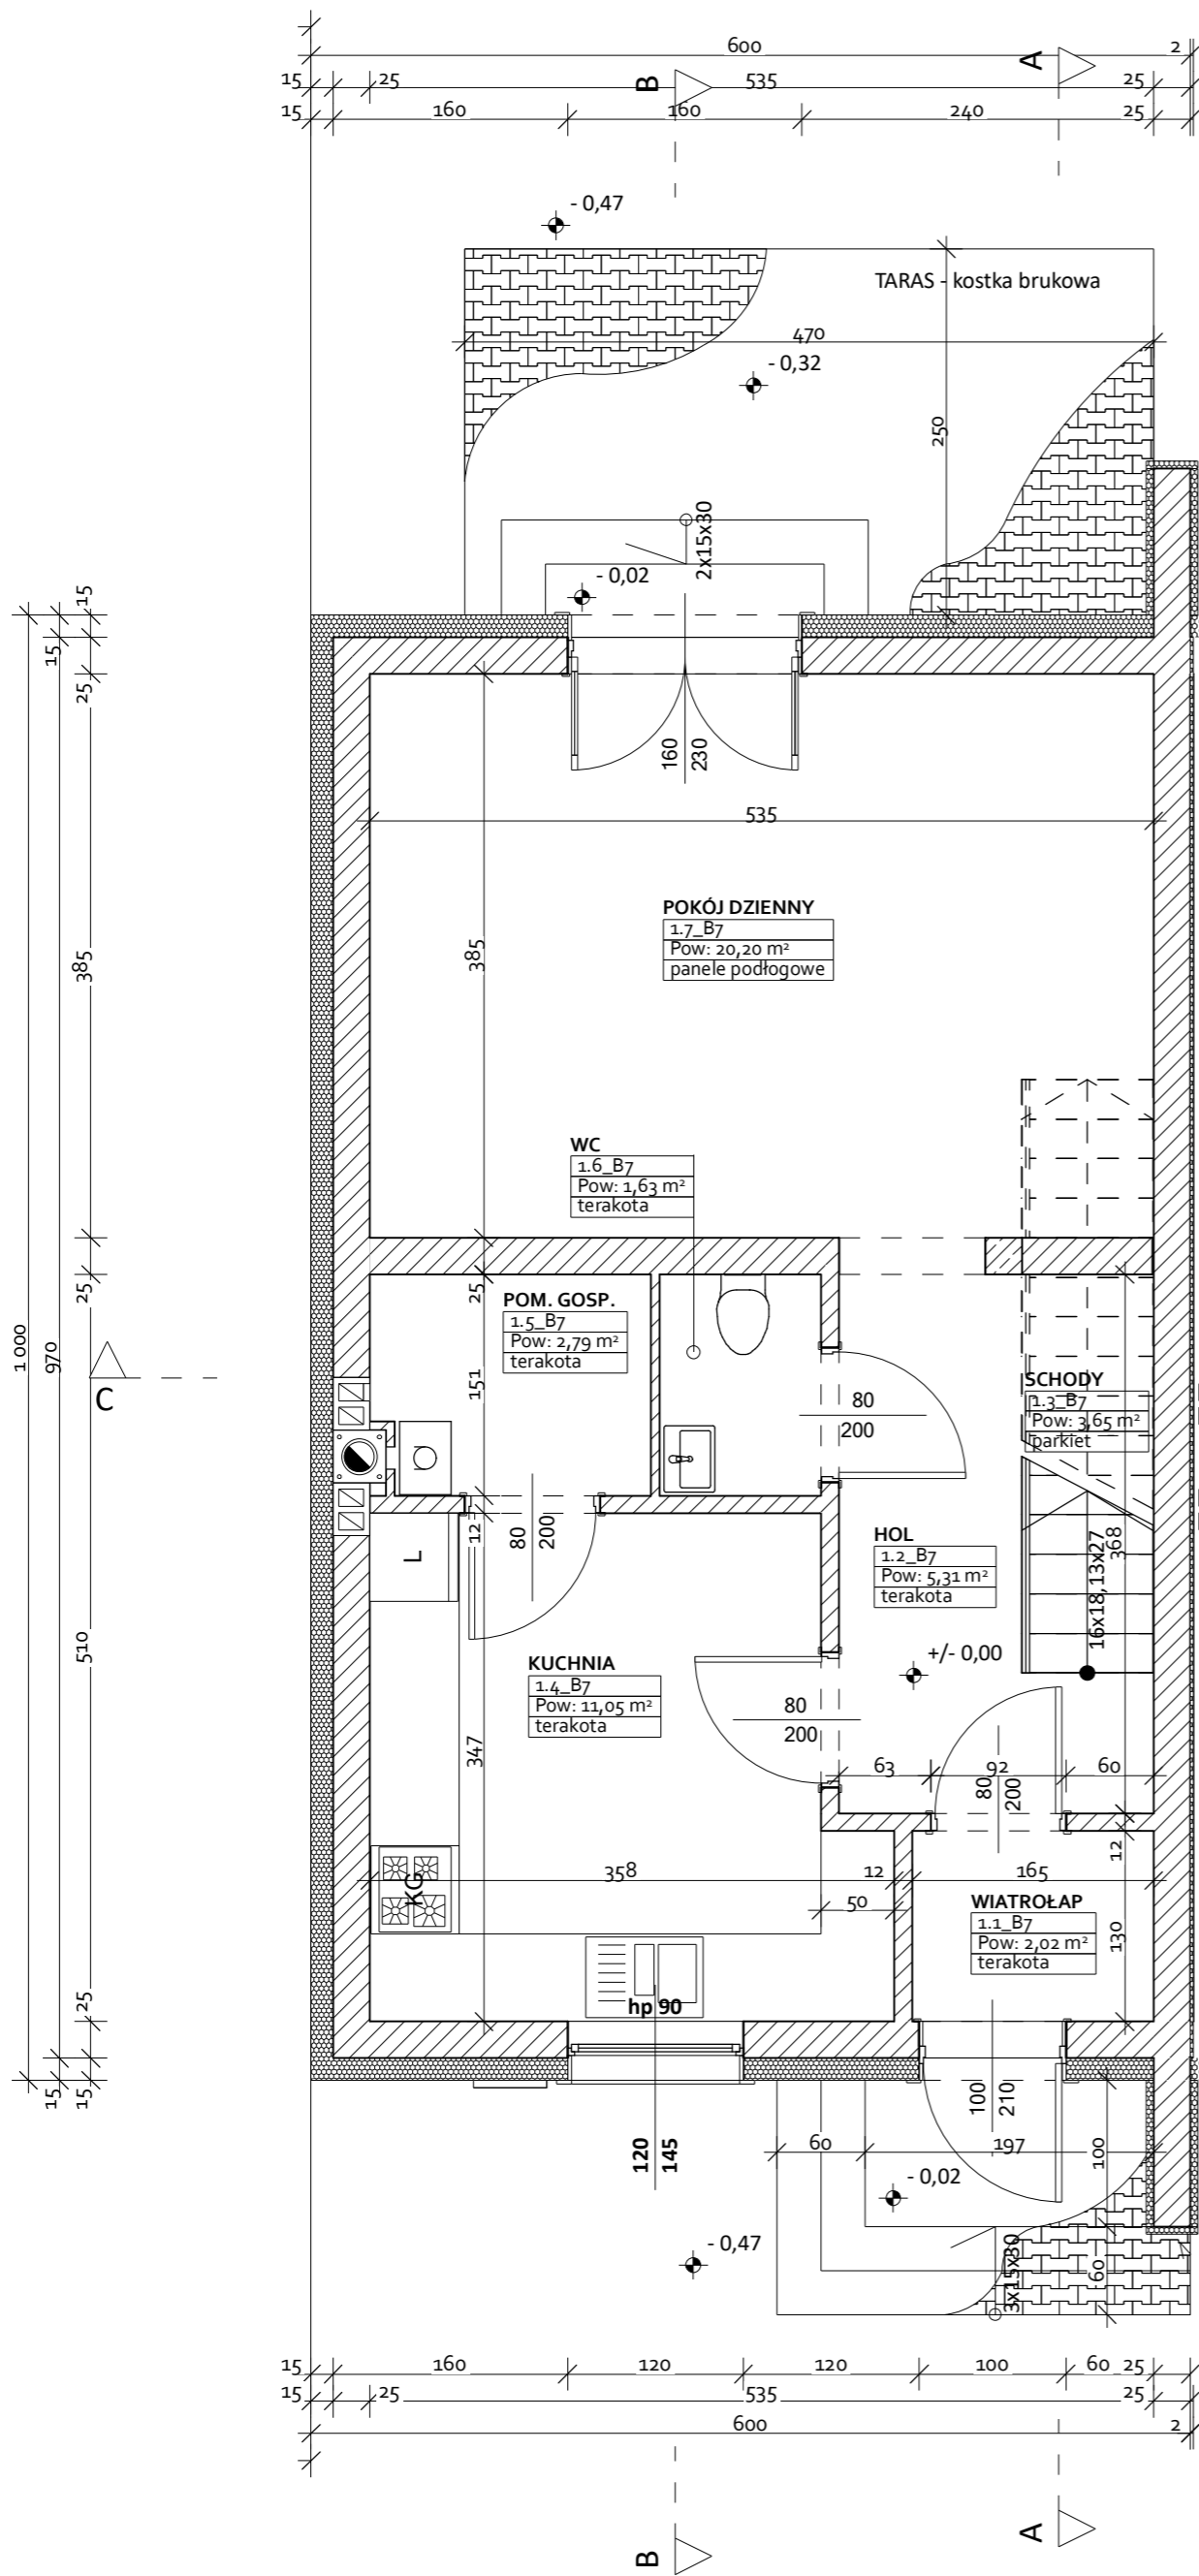 600
A
2
15
25
B
535
25
15
160
160
240
25
- 0,47
TARAS - kostka brukowa
470
- 0,32
250
2x15x30
- 0,02
15
15
25
160
230
535
POKÓJ DZIENNY
1.7_B7
Pow: 20,20 m²
panele podłogowe
385
385
WC
1.6_B7
Pow: 1,63 m²
terakota
25
25
POM. GOSP.
1.5_B7
Pow: 2,79 m²
terakota
1 000
970
C
151
SCHODY
1.3_B7
Pow: 3,65 m²
parkiet
80
200
12
80
200
L
HOL
1.2_B7
Pow: 5,31 m²
terakota
368
16x18,13x27
510
KUCHNIA
1.4_B7
Pow: 11,05 m²
terakota
+/- 0,00
80
200
347
63
92
60
80
200
12
KG
358
12
165
50
WIATROŁAP
1.1_B7
Pow: 2,02 m²
terakota
130
25
hp 90
15
15
100
210
120
145
60
197
100
- 0,02
- 0,47
3x15x30
60
15
160
120
120
100
60
25
15
25
535
25
600
2
B
A